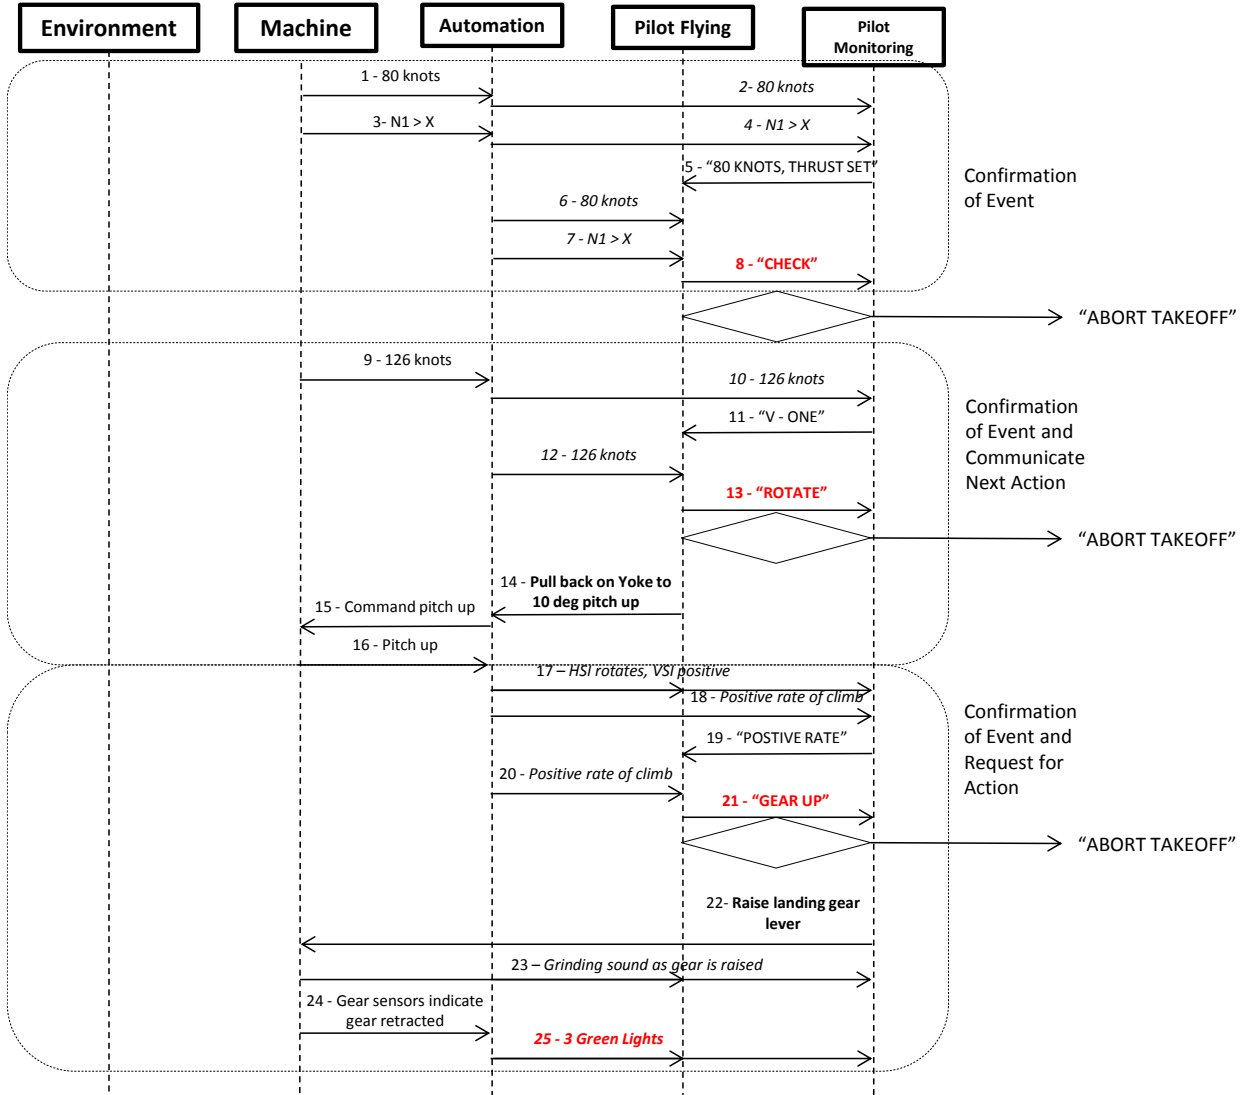 Environment
Machine
Automation
Pilot Flying
Pilot
Monitoring
1 - 80 knots
2- 80 knots
3- N1 > X
4 - N1 > X
5 - “80 KNOTS, THRUST SET”
6 - 80 knots
7 - N1 > X
8 - “CHECK”
Confirmation
of Event
“ABORT TAKEOFF”
9 - 126 knots
10 - 126 knots
11 - “V - ONE”
12 - 126 knots
13 - “ROTATE”
Confirmation
of Event and
Communicate
Next Action
“ABORT TAKEOFF”
14 - Pull back on Yoke to
10 deg pitch up
15 - Command pitch up
16 - Pitch up
17 – HSI rotates, VSI positive
18 - Positive rate of climb
19 - “POSTIVE RATE”
20 - Positive rate of climb
21 - “GEAR UP”
Confirmation
of Event and
Request for
Action
“ABORT TAKEOFF”
22- Raise landing gear
lever
23 – Grinding sound as gear is raised
24 - Gear sensors indicate
gear retracted
25 - 3 Green Lights